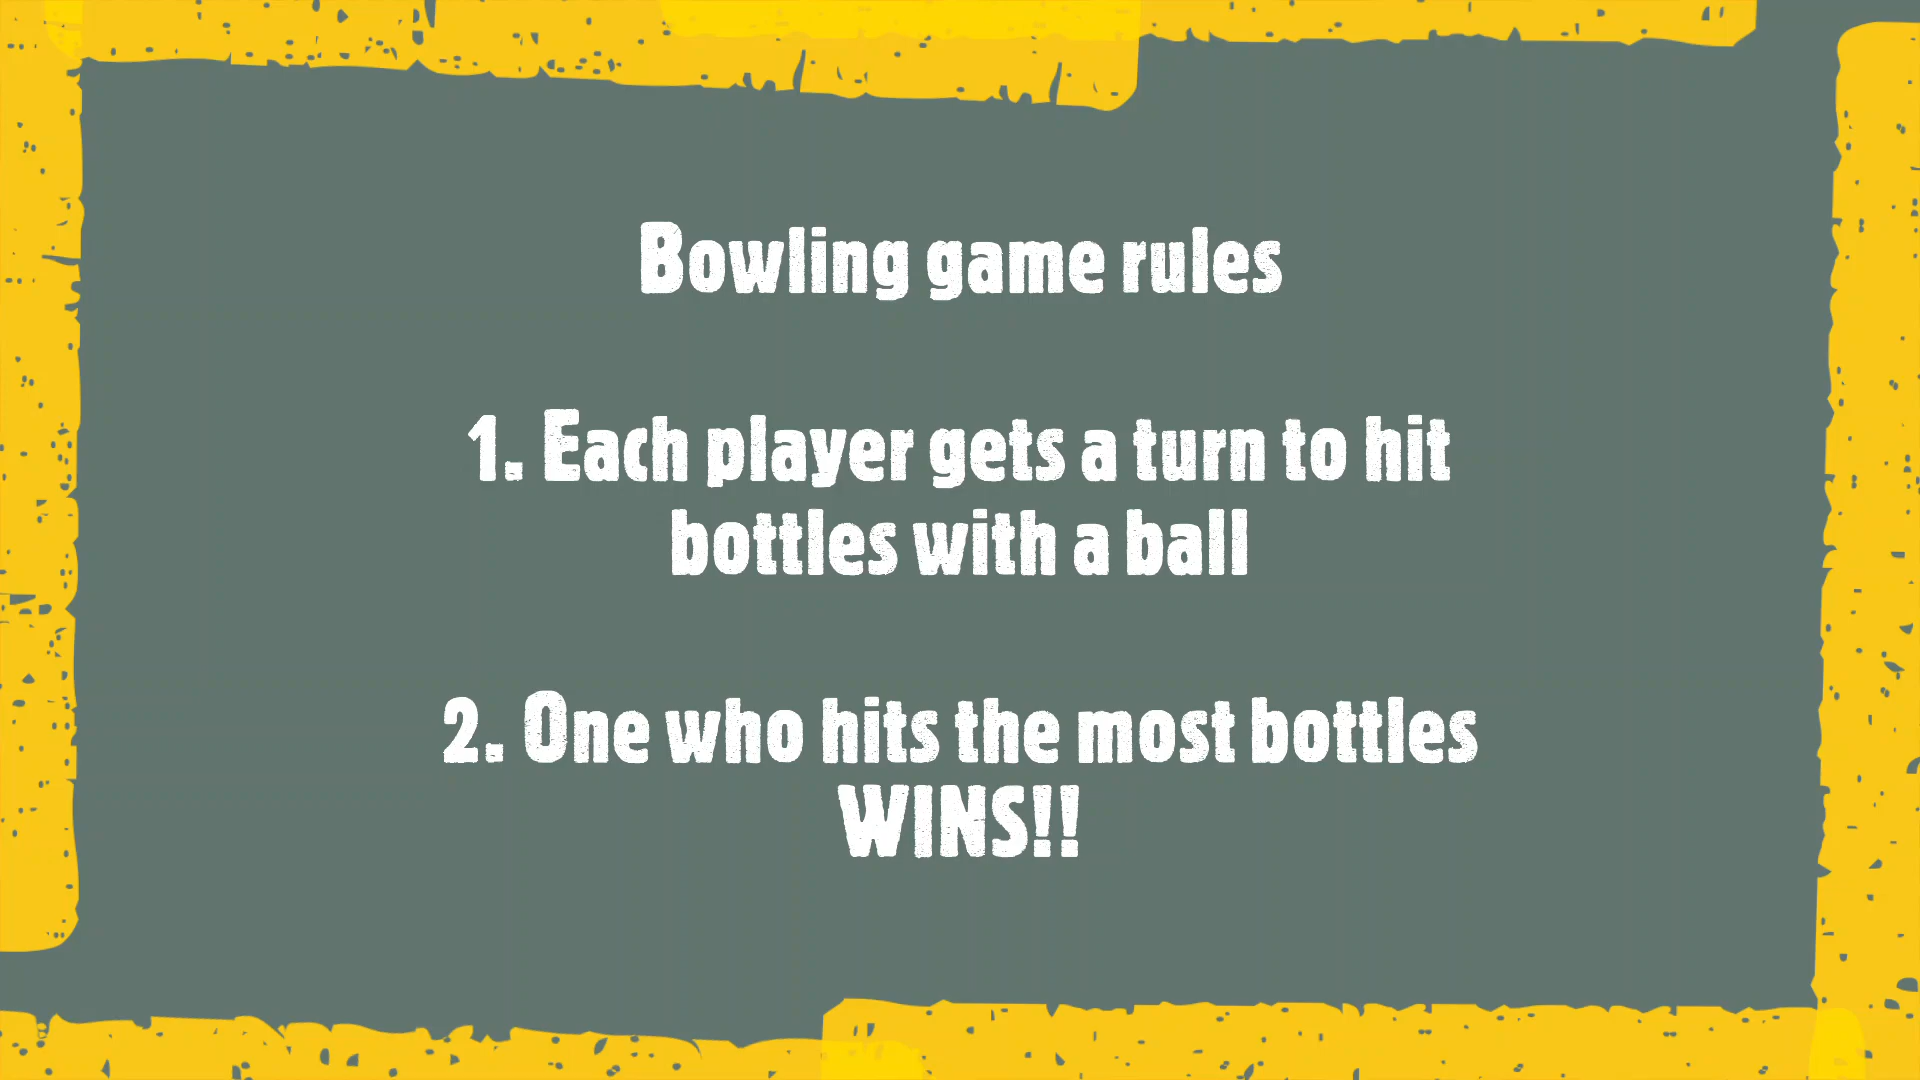 Bowling game rules
1. Each player gets a turn to hit
bottles with a ball
2. One who hits the most bottles
WINS!!